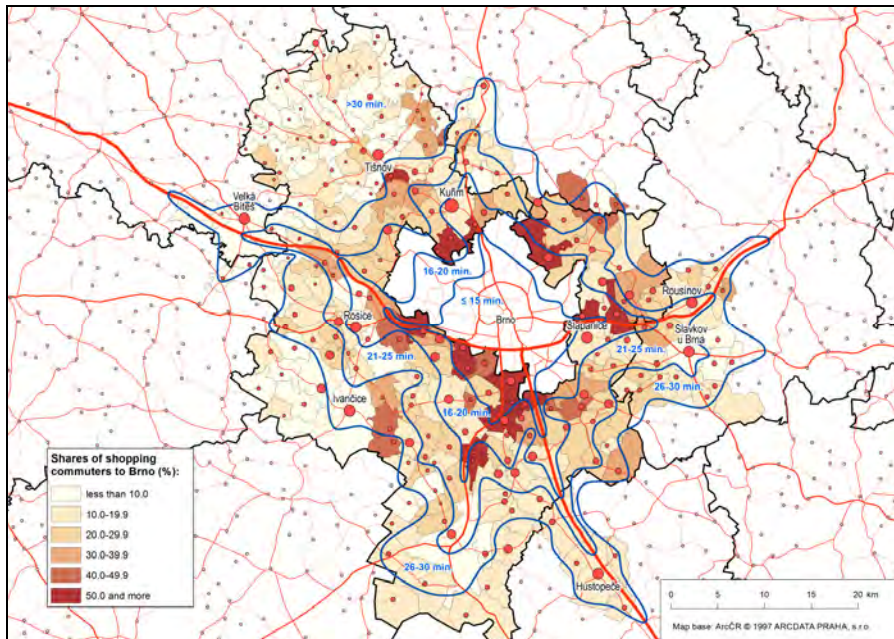 >30 min.
Tišnov
Kuřim
Velká
Bíteš
16-20 min.
≤ 15 min.
Brno
Rousínov
Rosice
Šlapanice
Slavkov
u Brna
21-25 min.
21-25 min.
26-30 min.
Ivančice
16-20 min.
26-30 min.
Hustopeče
Shares of shopping
commuters to Brno (%):
less than 10.0
10.0-19.9
20.0-29.9
30.0-39.9
40.0-49.9
50.0 and more
0 5 10 20 km
Map base: ArcČR © 1997 ARCDATA PRAHA, s.r.o.